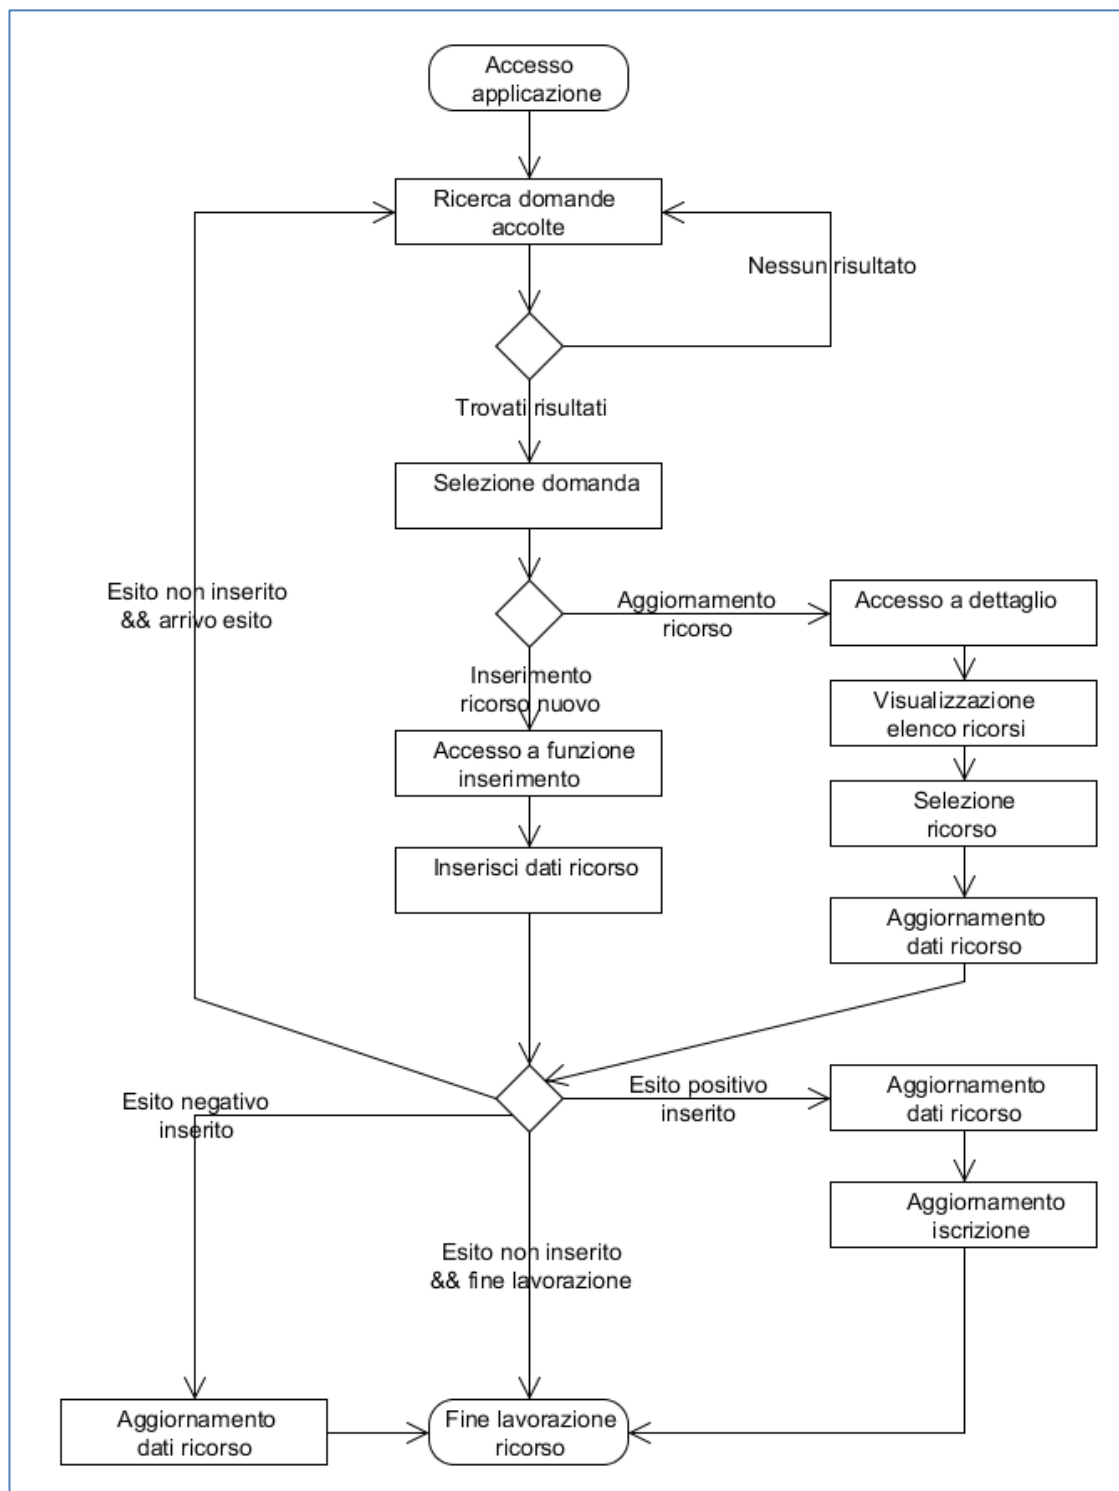 Accesso
applicazione
Ricerca domande
accolte
Nessun risultato
Trovati risultati
Selezione domanda
Esito non inserito
&& arrivo esito
Aggiornamento
ricorso
Accesso a dettaglio
Inserimento
ricorso nuovo
Visualizzazione
elenco ricorsi
Accesso a funzione
inserimento
Selezione
ricorso
Inserisci dati ricorso
Aggiornamento
dati ricorso
Esito negativo
inserito
Esito positivo
inserito
Aggiornamento
dati ricorso
Aggiornamento
iscrizione
Esito non inserito
&& fine lavorazione
Aggiornamento
dati ricorso
Fine lavorazione
ricorso